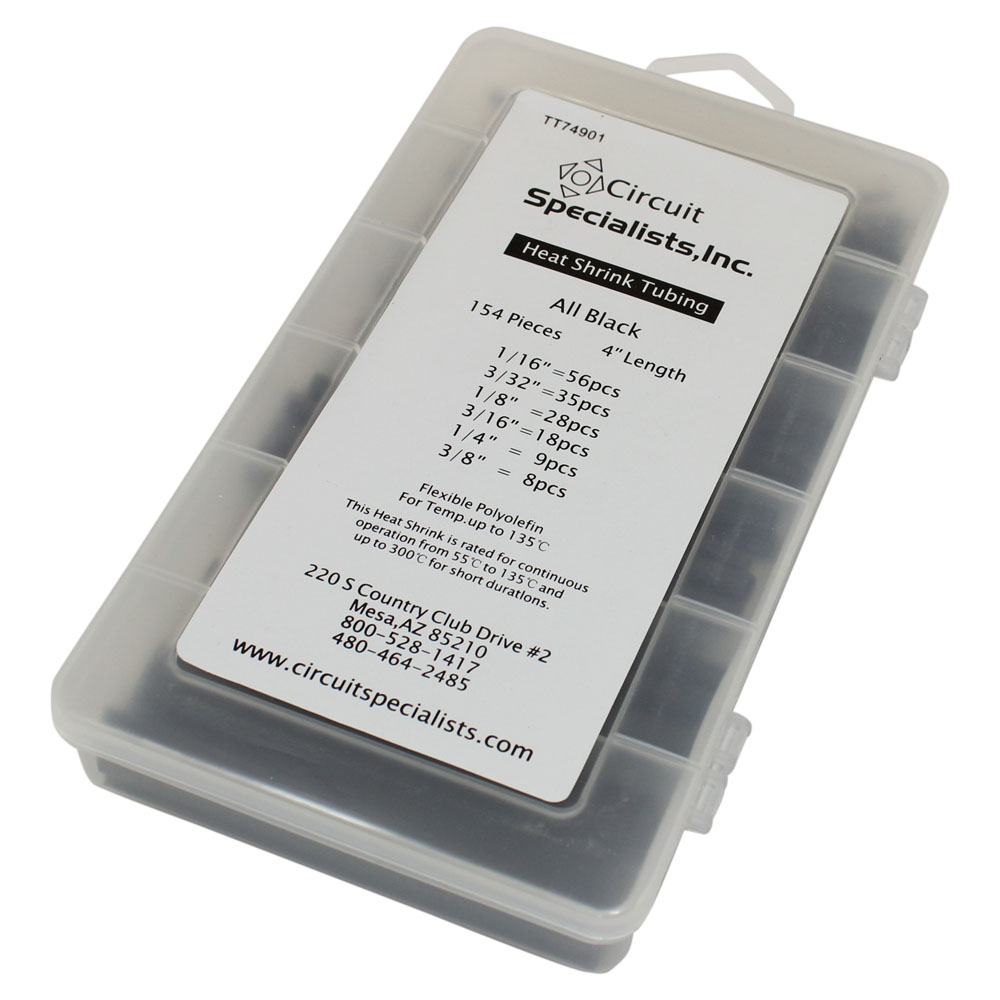 TT74901
Circuit
Specialists,Inc.
Heat Shrink Tubing
All Black
154 Pieces 4" Length
1/16"=56pcs
3/32"=35pcs
1/8" =28pcs
3/16"=18pcs
1/4" = 9pcs
3/8" = 8pcs
Flexible Polyolefin
For Temp.up to 135℃
This Heat Shrink is rated for continuous
operation from 55℃ to 135℃ and
up to 300℃ for short durations.
220 S Country Club Drive #2
Mesa,AZ 85210
800-528-1417
480-464-2485
www.circuitspecialists.com